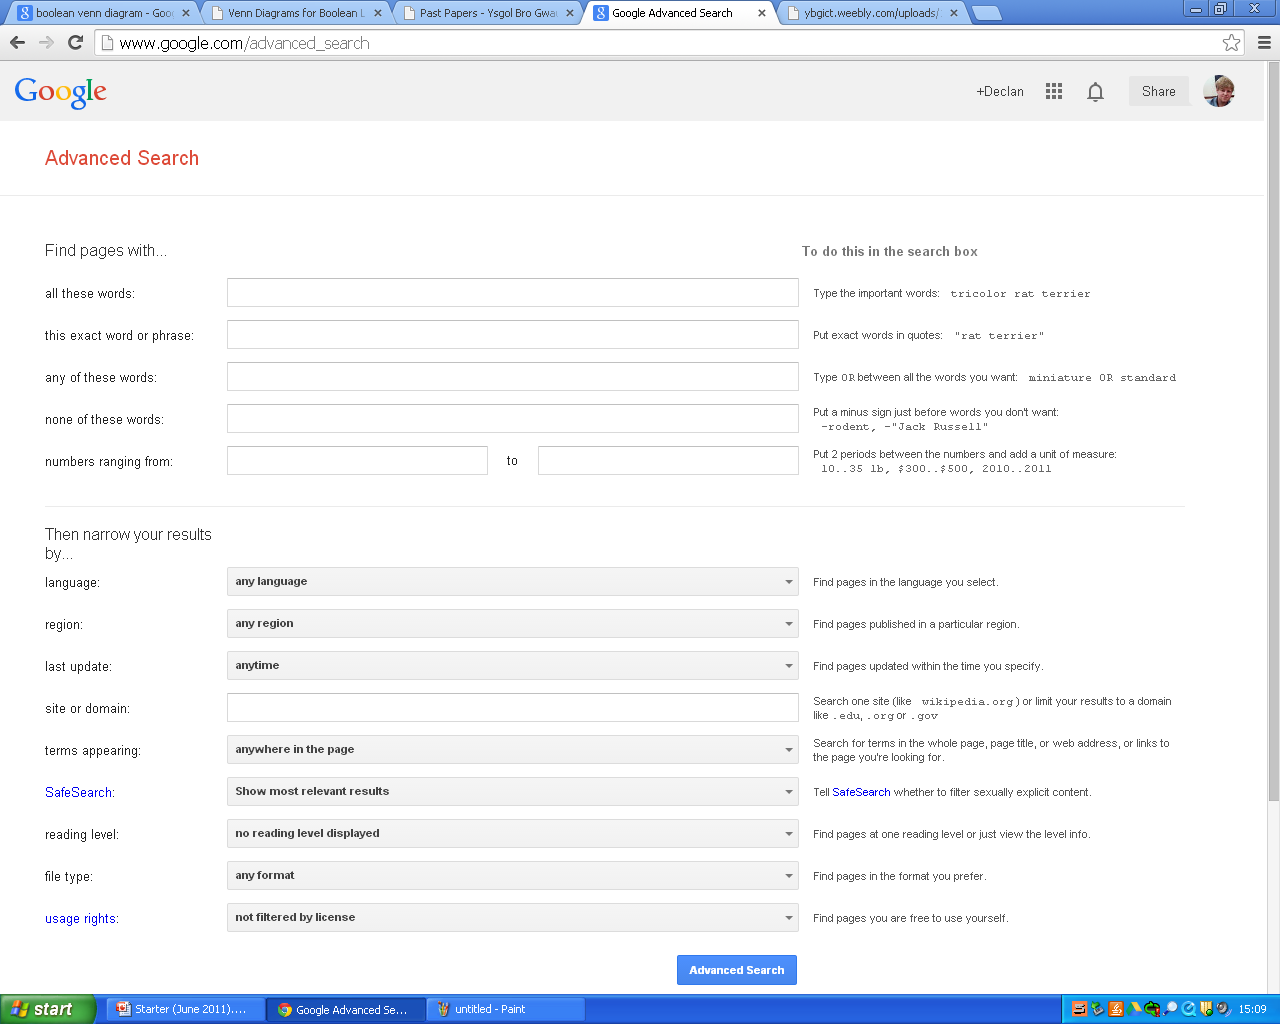 boolean venn diagram - Goo
Venn Diagrams for Boolean L
Past Papers - Ysgol Bro Gwa
Google Advanced Search
ybgict.weebly.com/uploads/
www.google.com/advanced_search
Google
+Declan
Share
Advanced Search
Find pages with...
To do this in the search box
all these words:
Type the important words: tricolor rat terrier
this exact word or phrase:
Put exact words in quotes: "rat terrier"
any of these words:
Type OR between all the words you want: miniature OR standard
none of these words:
Put a minus sign just before words you don't want:
-rodent, -"Jack Russell"
numbers ranging from:
to
Put 2 periods between the numbers and add a unit of measure:
10..35 lb, $300..$500, 2010..2011
Then narrow your results
by...
language:
any language
Find pages in the language you select.
region:
any region
Find pages published in a particular region.
last update:
anytime
Find pages updated within the time you specify.
site or domain:
Search one site (like wikipedia.org ) or limit your results to a domain
like .edu, .org or .gov
terms appearing:
anywhere in the page
Search for terms in the whole page, page title, or web address, or links to
the page you're looking for.
SafeSearch:
Show most relevant results
Tell SafeSearch whether to filter sexually explicit content.
reading level:
no reading level displayed
Find pages at one reading level or just view the level info.
file type:
any format
Find pages in the format you prefer.
usage rights:
not filtered by license
Find pages you are free to use yourself.
Advanced Search
start
Starter (June 2011)....
Google Advanced Se...
untitled - Paint
15:09